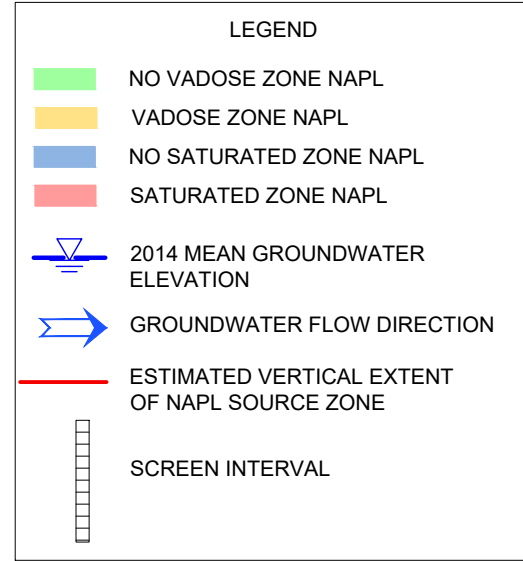 LEGEND
NO VADOSE ZONE NAPL
VADOSE ZONE NAPL
NO SATURATED ZONE NAPL
SATURATED ZONE NAPL
2014 MEAN GROUNDWATER
ELEVATION
GROUNDWATER FLOW DIRECTION
ESTIMATED VERTICAL EXTENT
OF NAPL SOURCE ZONE
SCREEN INTERVAL